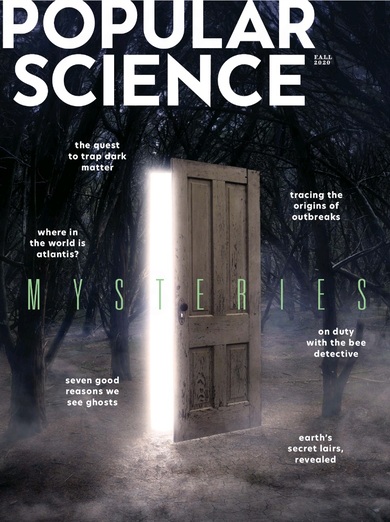 POPULAR
SCIENCE
FALL
2020
the quest
to trap dark
matter
tracing the
origins of
outbreaks
where in
the world is
atlantis?
MYSTERIES
on duty
with the bee
detective
seven good
reasons we
see ghosts
earth's
secret lairs,
revealed